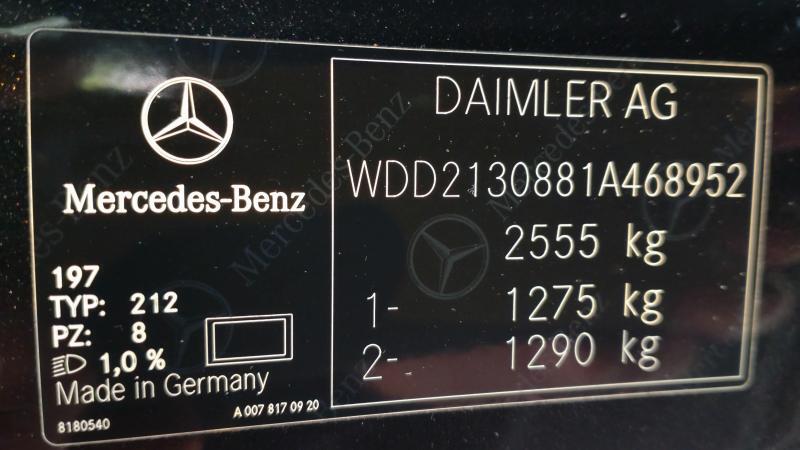 Mercedes-Benz
197
TYP: 212
PZ: 8
1,0 %
Made in Germany
8180540
A 007 817 09 20
DAIMLER AG
WDD2130881A468952
2555 kg
1- 1275 kg
2- 1290 kg